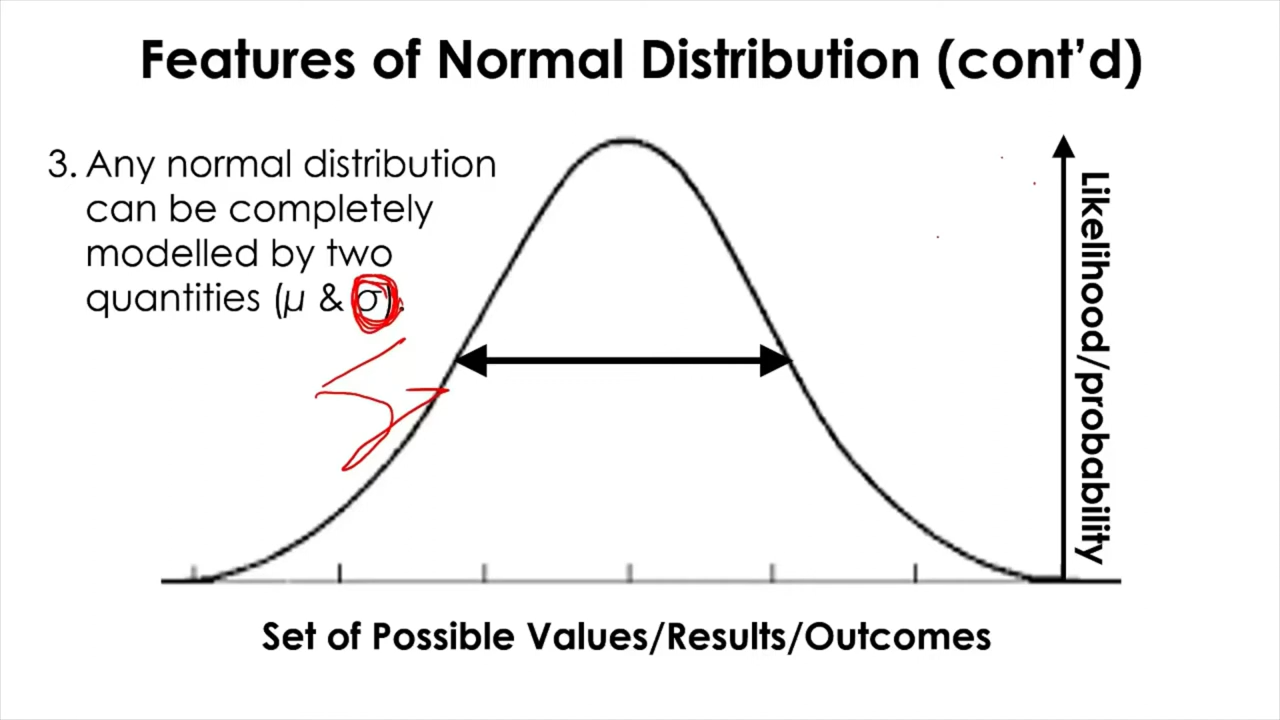 Features of Normal Distribution (cont’d)
3. Any normal distribution
can be completely
modelled by two
quantities (μ & σ).
Likelihood/probability
Set of Possible Values/Results/Outcomes